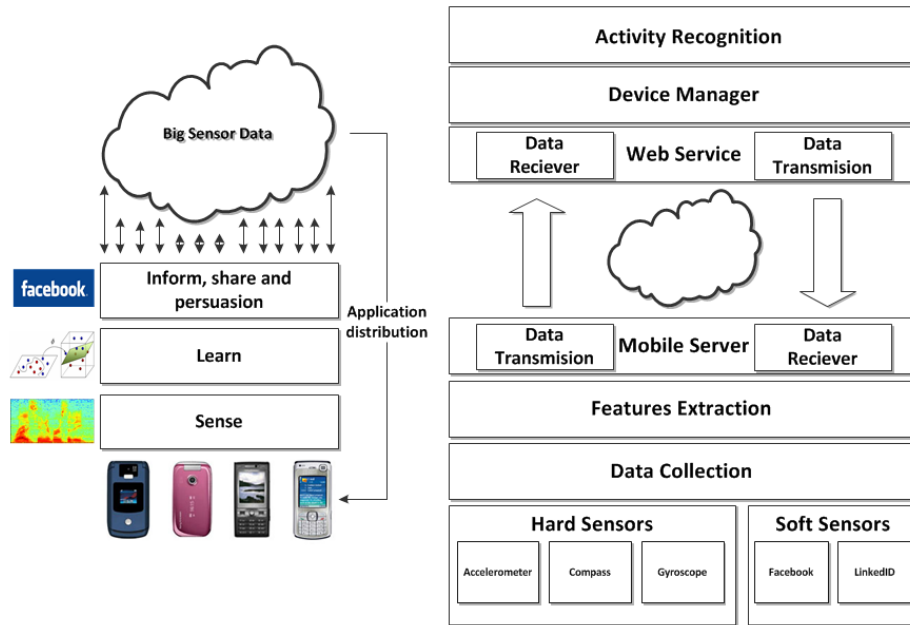 Big Sensor Data
facebook
Inform, share and
persuasion
Learn
Sense
Application
distribution
Activity Recognition
Device Manager
Data
Reciever
Web Service
Data
Transmision
Data
Transmision
Mobile Server
Data
Reciever
Features Extraction
Data Collection
Hard Sensors
Accelerometer
Compass
Gyroscope
Soft Sensors
Facebook
LinkedID